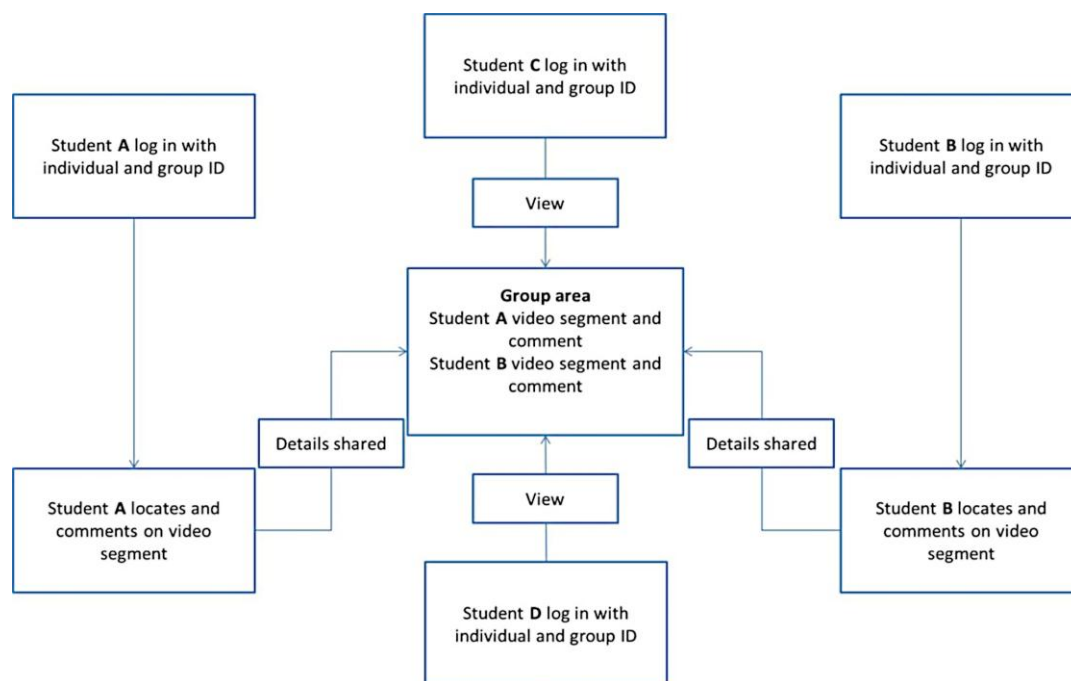 Student C log in with
individual and group ID
Student A log in with
individual and group ID
Student B log in with
individual and group ID
View
Group area
Student A video segment and
comment
Student B video segment and
comment
Details shared
Details shared
Student A locates and
comments on video
segment
View
Student B locates and
comments on video
segment
Student D log in with
individual and group ID